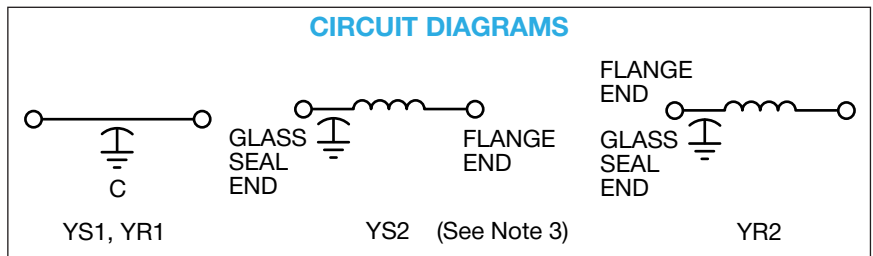 CIRCUIT DIAGRAMS
C
YS1, YR1
GLASS
SEAL
END
FLANGE
END
YS2 (See Note 3)
FLANGE
END
GLASS
SEAL
END
YR2